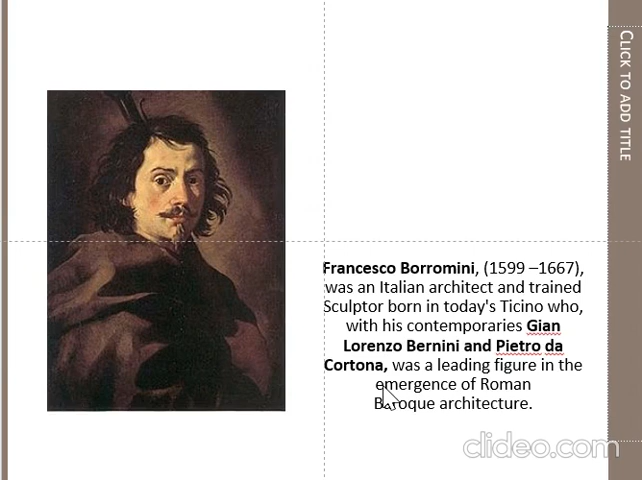 Click to add title
Francesco Borromini, (1599 –1667),
was an Italian architect and trained
Sculptor born in today's Ticino who,
with his contemporaries Gian
Lorenzo Bernini and Pietro da
Cortona, was a leading figure in the
emergence of Roman
Baroque architecture.
clideo.com